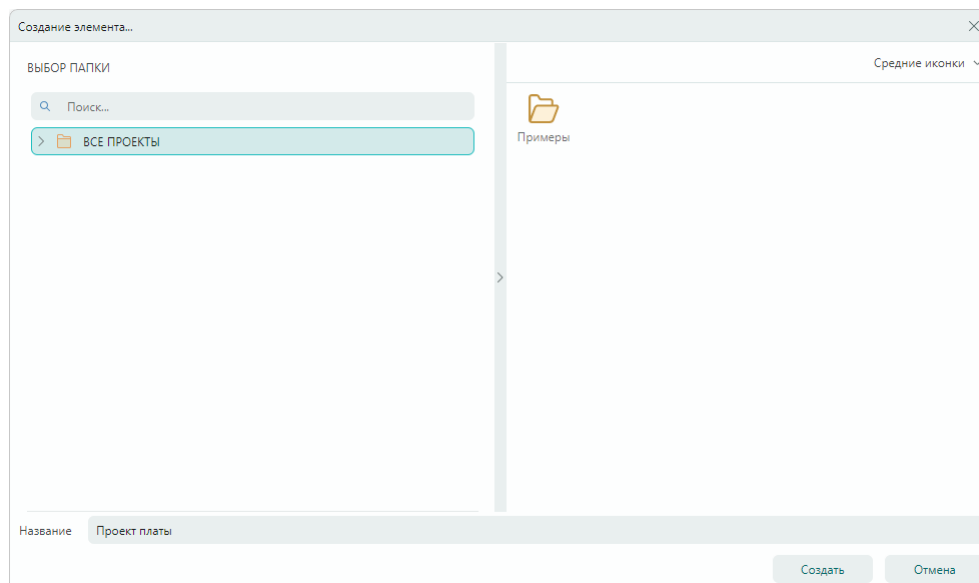 Создание элемента...
ВЫБОР ПАПКИ
Средние иконки
Поиск...
ВСЕ ПРОЕКТЫ
Примеры
Название
Проект платы
Создать
Отмена